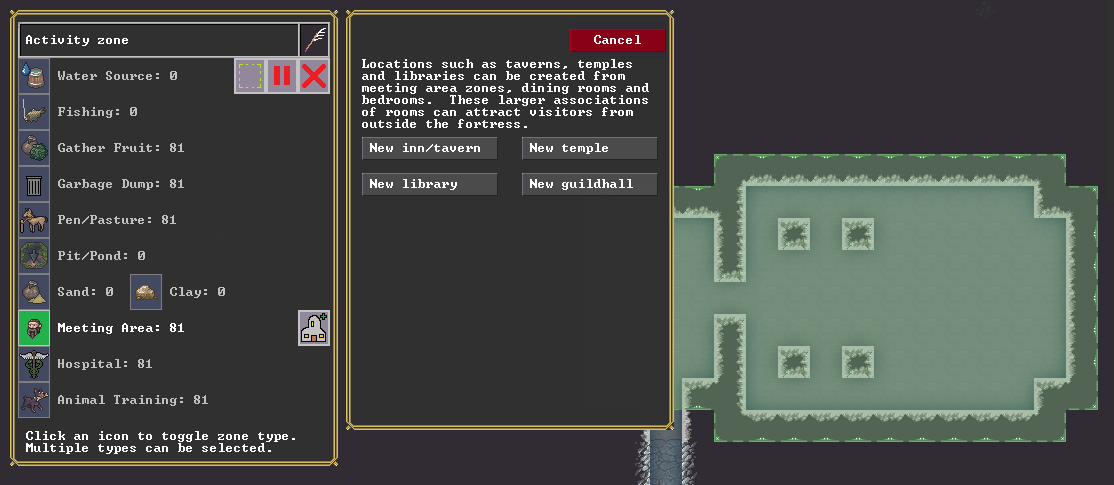 Activity zone
Water Source: 0
Fishing: 0
Gather Fruit: 81
Garbage Dump: 81
Pen/Pasture: 81
Pit/Pond: 0
Sand: 0 Clay: 0
Meeting Area: 81
Hospital: 81
Animal Training: 81
Click an icon to toggle zone type.
Multiple types can be selected.
Cancel
Locations such as taverns, temples
and libraries can be created from
meeting area zones, dining rooms and
bedrooms. These larger associations
of rooms can attract visitors from
outside the fortress.
New inn/tavern New temple
New library New guildhall